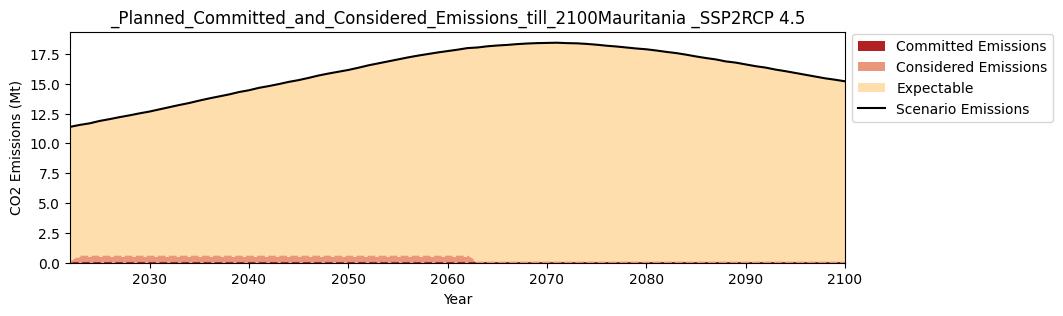 _Planned_Committed_and_Considered_Emissions_till_2100Mauritania _SSP2RCP 4.5
CO2 Emissions (Mt)
17.5
15.0
12.5
10.0
7.5
5.0
2.5
0.0
2030 2040 2050 2060 2070 2080 2090 2100
Year
Committed Emissions
Considered Emissions
Expectable
Scenario Emissions